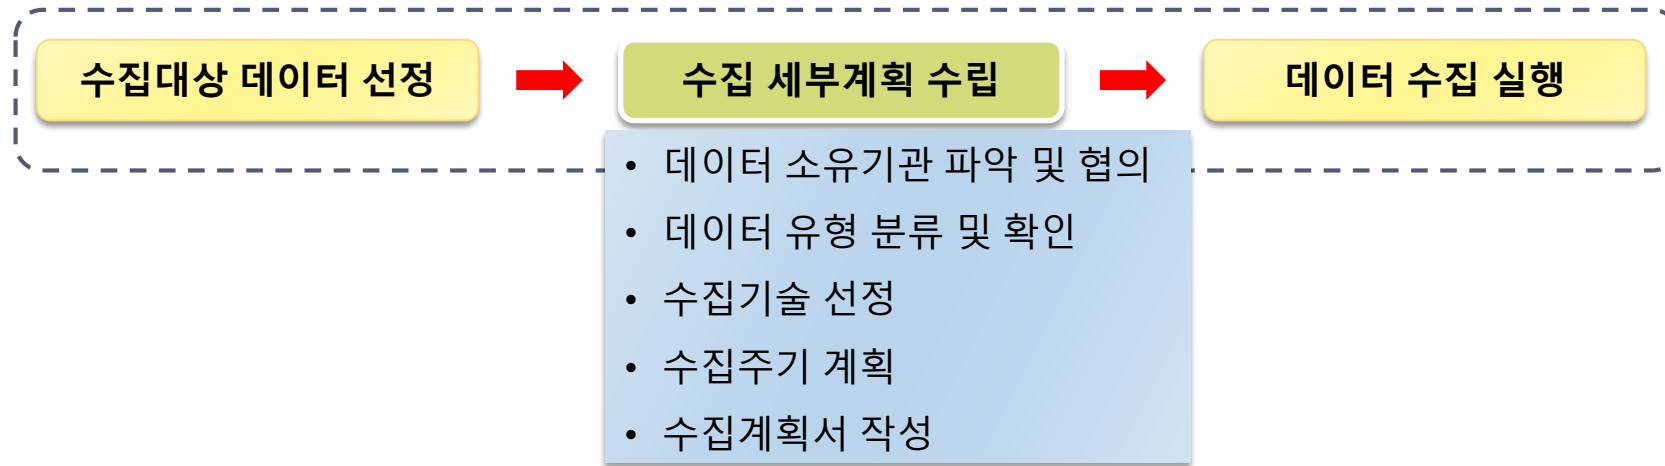 수집대상 데이터 선정
수집 세부계획 수립
데이터 수집 실행
• 데이터 소유기관 파악 및 협의
• 데이터 유형 분류 및 확인
• 수집기술 선정
• 수집주기 계획
• 수집계획서 작성